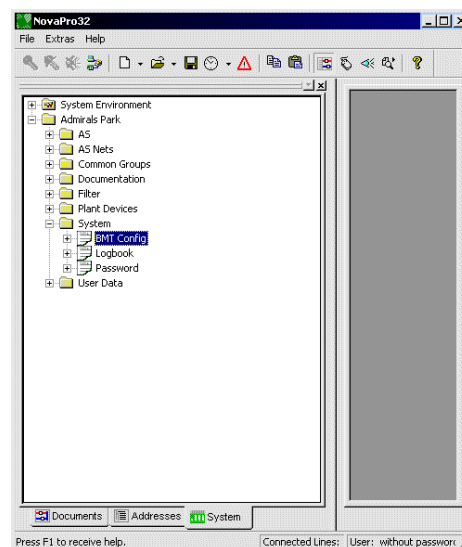 NovaPro32
File Extras Help
System Environment
Admirals Park
AS
AS Nets
Common Groups
Documentation
Filter
Plant Devices
System
BMT Config
Logbook
Password
User Data
Documents Addresses System
Press F1 to receive help. Connected Lines: User: without passwor